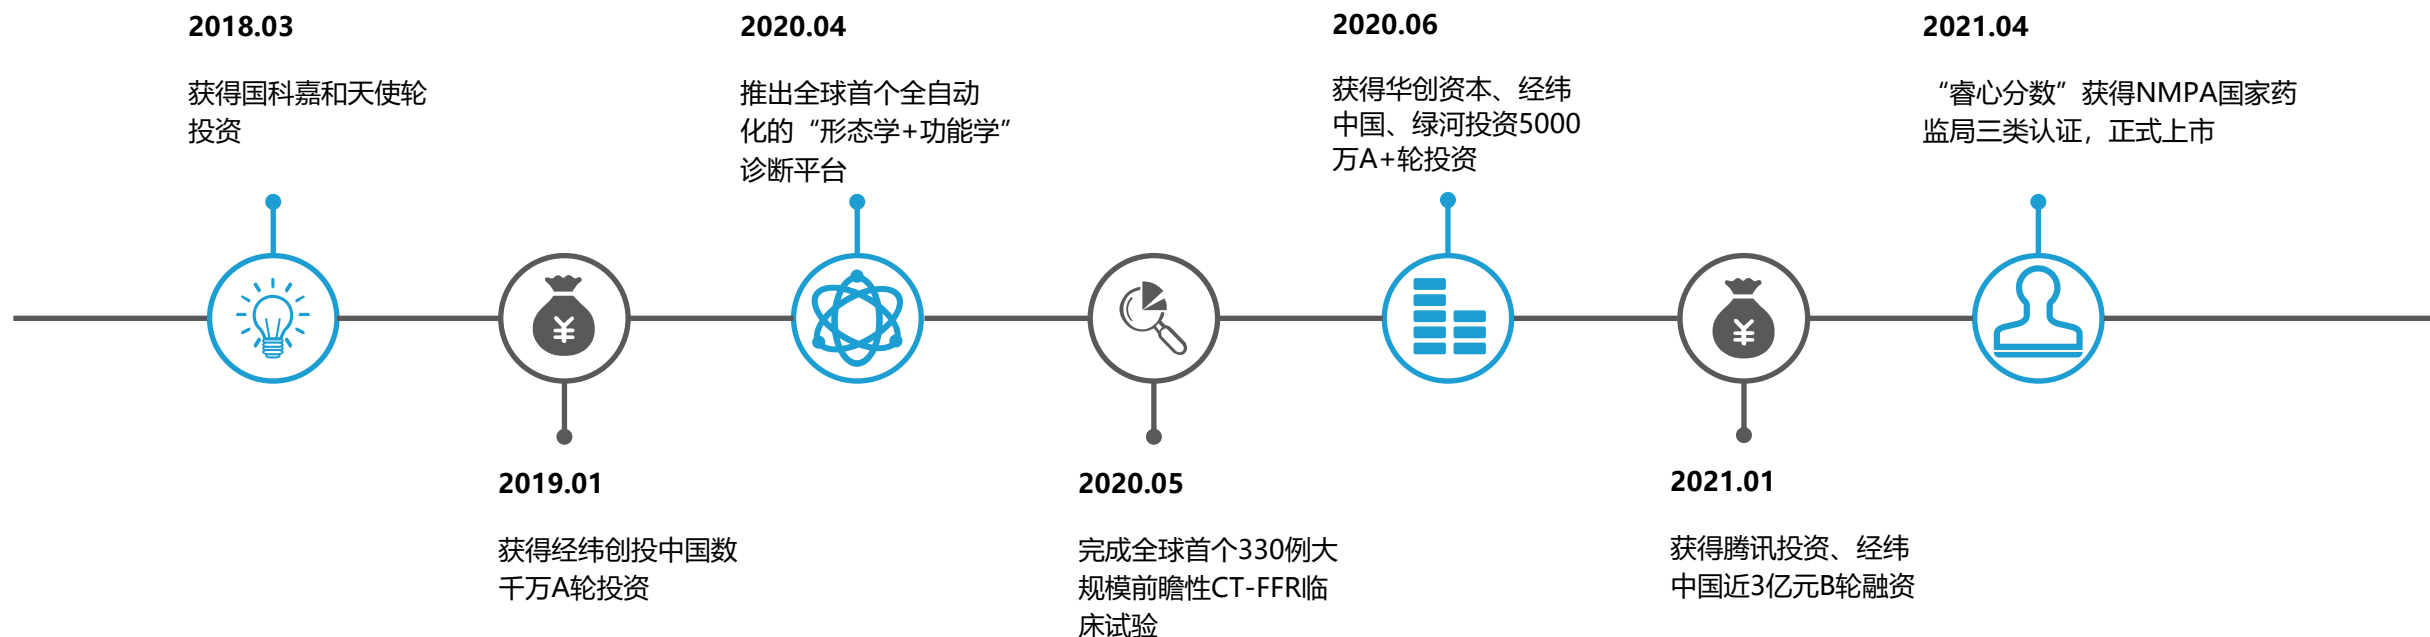 2018.03
获得国科嘉和天使轮
投资
2019.01
获得经纬创投中国数
千万A轮投资
2020.04
推出全球首个全自动
化的“形态学+功能学”
诊断平台
2020.05
完成全球首个330例大
规模前瞻性CT-FFR临
床试验
2020.06
获得华创资本、经纬
中国、绿河投资5000
万A+轮投资
2021.01
获得腾讯投资、经纬
中国近3亿元B轮融资
2021.04
“睿心分数”获得NMPA国家药
监局三类认证，正式上市
¥
¥